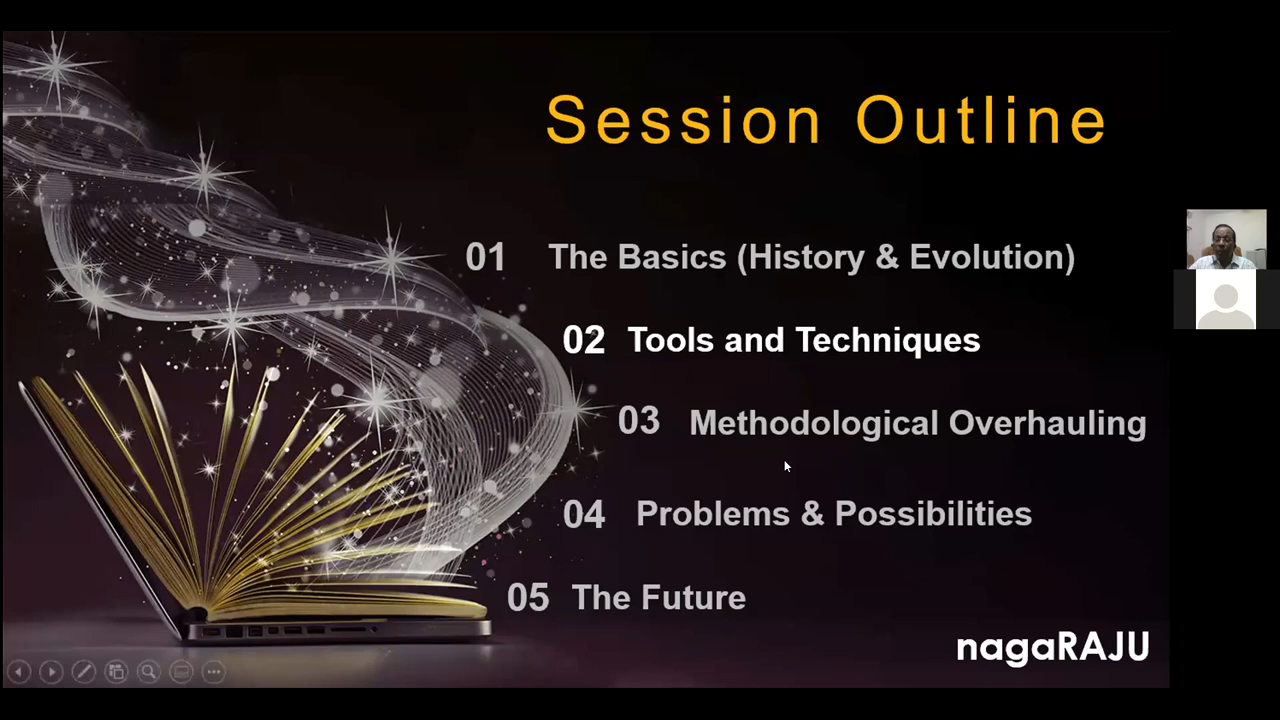 Session Outline
01 The Basics (History & Evolution)
02 Tools and Techniques
03 Methodological Overhauling
04 Problems & Possibilities
05 The Future
nagaRAJU